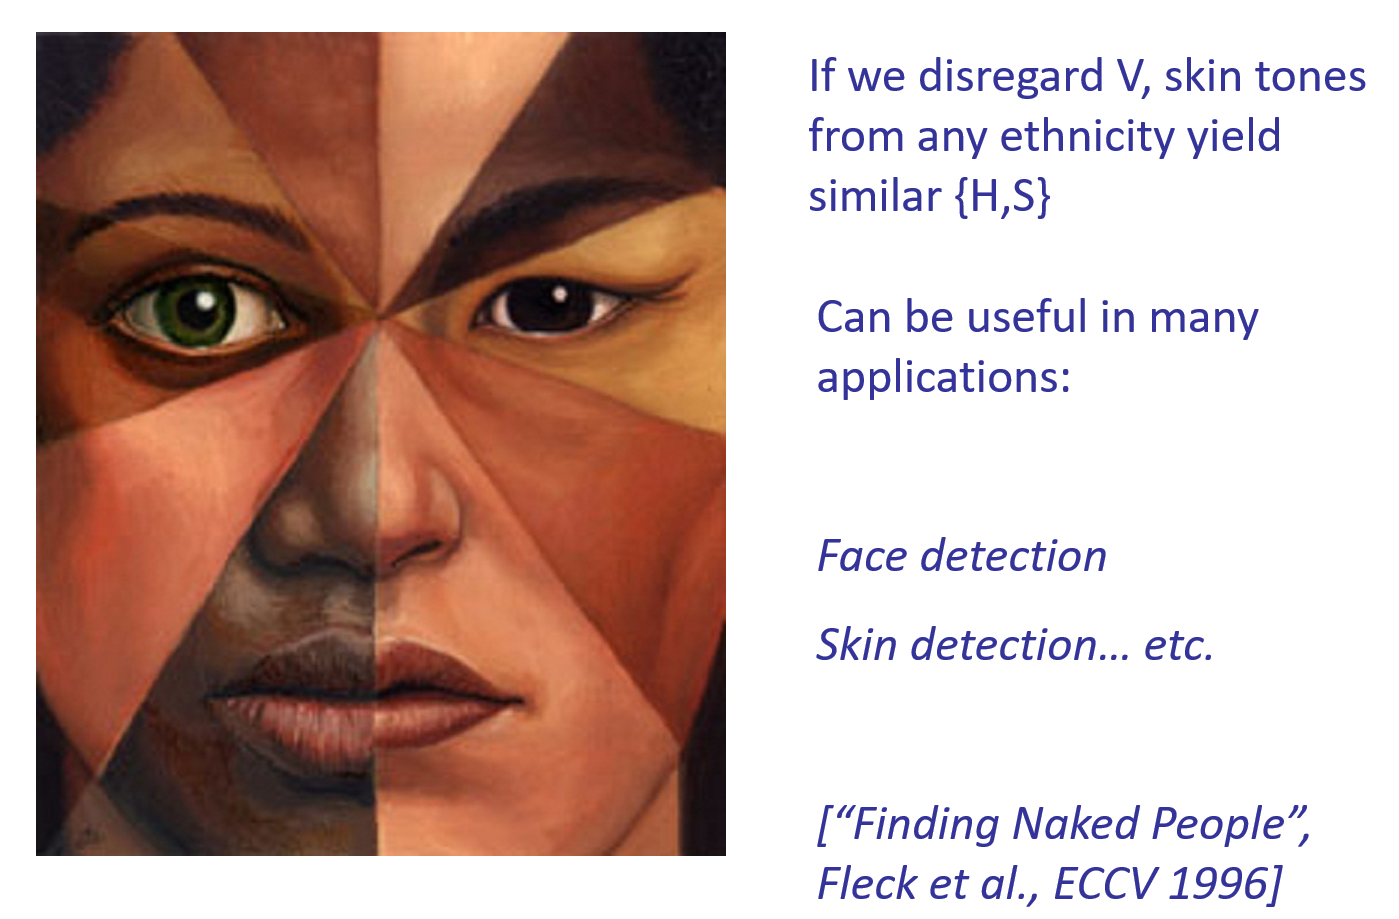 If we disregard V, skin tones
from any ethnicity yield
similar {H,S}
Can be useful in many
applications:
Face detection
Skin detection... etc.
[“Finding Naked People”,
Fleck et al., ECCV 1996]